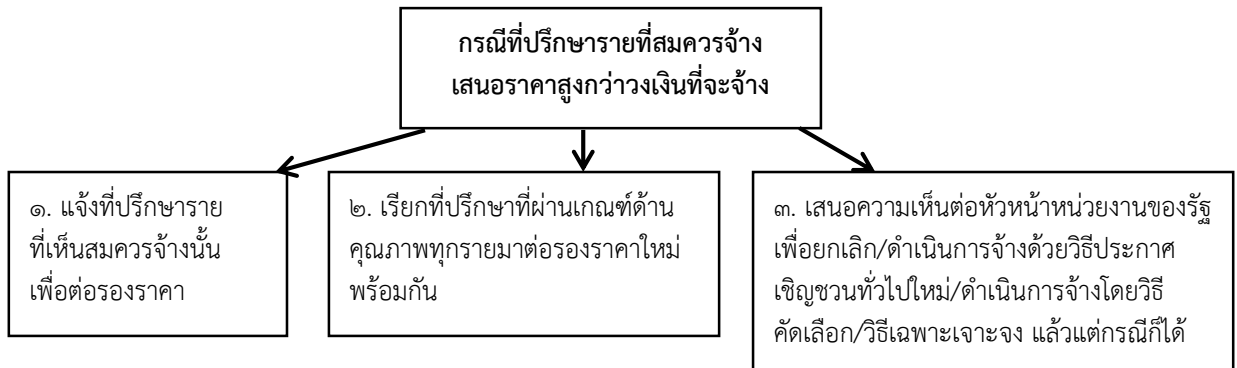 กรณีที่ปรึกษารายที่สมควรจ้าง
เสนอราคาสูงกว่าวงเงินที่จะจ้าง
๑. แจ้งที่ปรึกษาราย
ที่เห็นสมควรจ้างนั้น
เพื่อต่อรองราคา
๒. เรียกที่ปรึกษาที่ผ่านเกณฑ์ด้าน
คุณภาพทุกรายมาต่อรองราคาใหม่
พร้อมกัน
๓. เสนอความเห็นต่อหัวหน้าหน่วยงานของรัฐ
เพื่อยกเลิก/ดำเนินการจ้างด้วยวิธีประกาศ
เชิญชวนทั่วไปใหม่/ดำเนินการจ้างโดยวิธี
คัดเลือก/วิธีเฉพาะเจาะจง แล้วแต่กรณีก็ได้